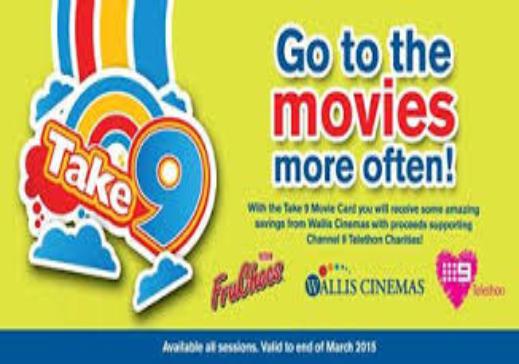 Take 9
Go to the
movies
more often!
With the Take 9 Movie Card you will receive some amazing
savings from Wallis Cinemas with proceeds supporting
Channel 9 Telethon Charities!
FruChocs
WALLIS CINEMAS
9
Telethon
Available all sessions. Valid to end of March 2015